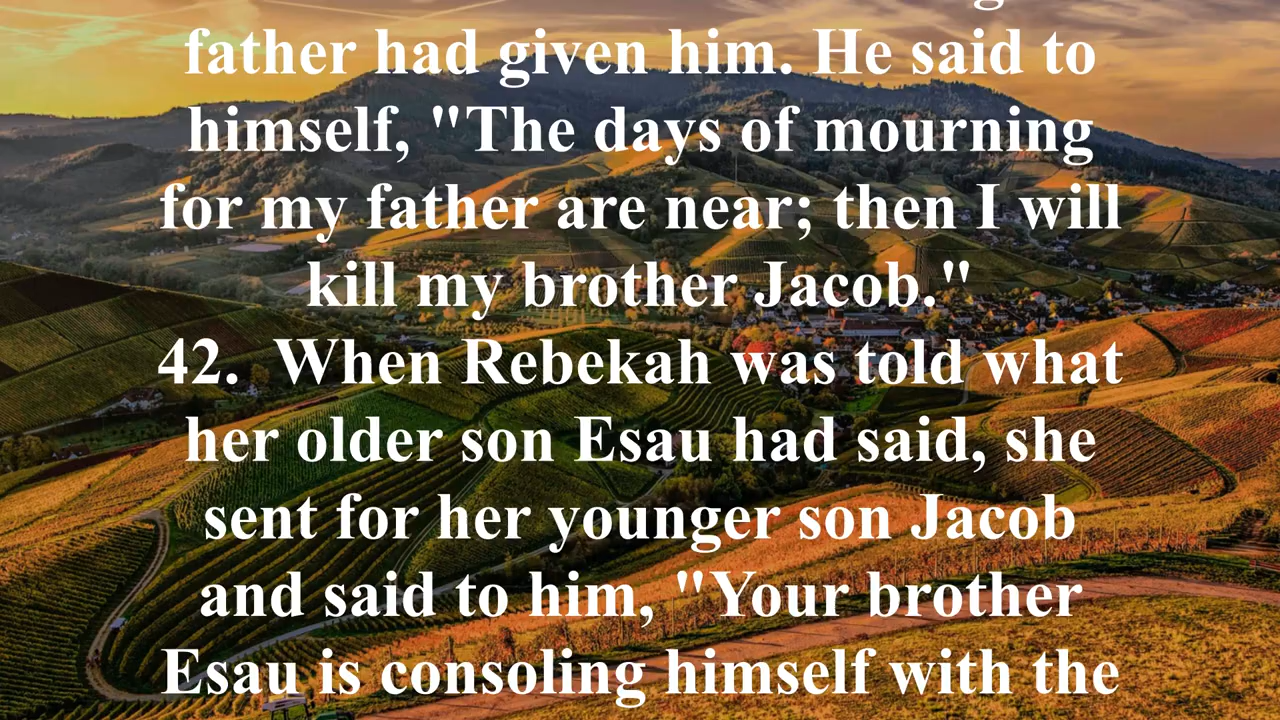 father had given him. He said to
himself, "The days of mourning
for my father are near; then I will
kill my brother Jacob."
42. When Rebekah was told what
her older son Esau had said, she
sent for her younger son Jacob
and said to him, "Your brother
Esau is consoling himself with the